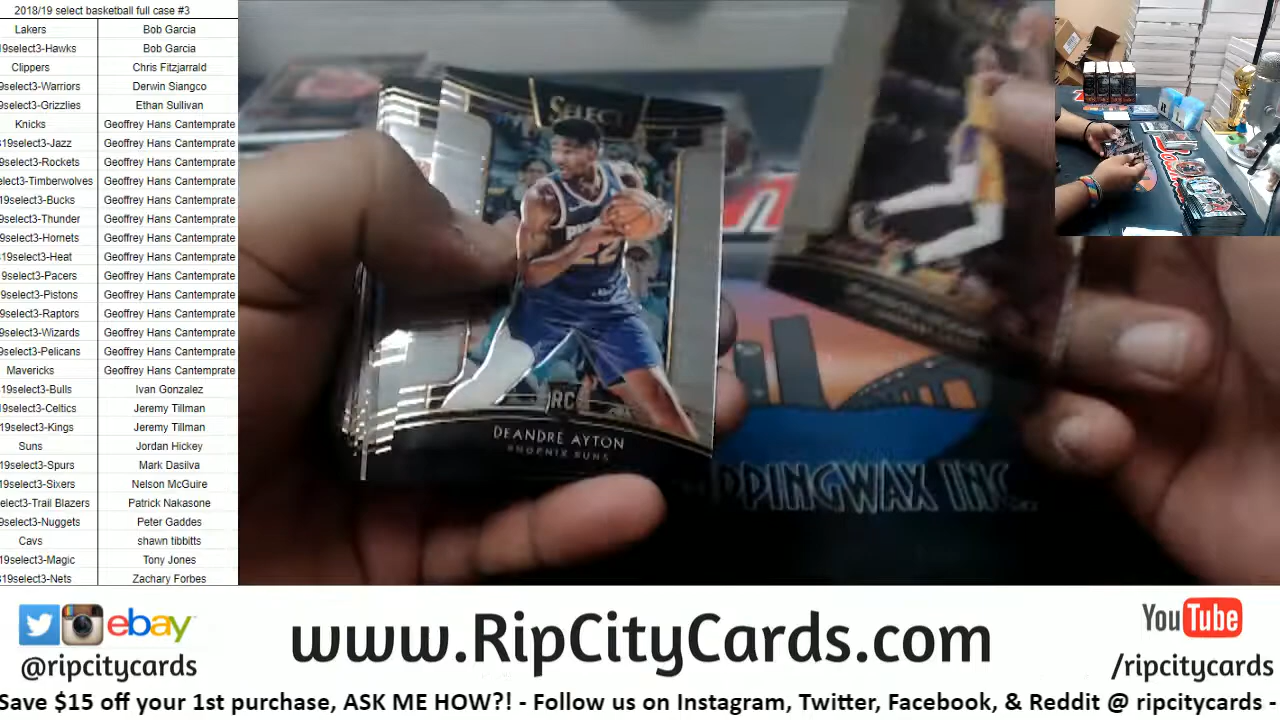 2018/19 select basketball full case #3
Lakers Bob Garcia
19select3-Hawks Bob Garcia
Clippers Chris Fitzjarrald
9select3-Warriors Derwin Siangco
9select3-Grizzlies Ethan Sullivan
Knicks Geoffrey Hans Cantemprate
19select3-Jazz Geoffrey Hans Cantemprate
9select3-Rockets Geoffrey Hans Cantemprate
elect3-Timberwolves Geoffrey Hans Cantemprate
19select3-Bucks Geoffrey Hans Cantemprate
9select3-Thunder Geoffrey Hans Cantemprate
9select3-Hornets Geoffrey Hans Cantemprate
19select3-Heat Geoffrey Hans Cantemprate
9select3-Pacers Geoffrey Hans Cantemprate
9select3-Pistons Geoffrey Hans Cantemprate
9select3-Raptors Geoffrey Hans Cantemprate
9select3-Wizards Geoffrey Hans Cantemprate
9select3-Pelicans Geoffrey Hans Cantemprate
Mavericks Geoffrey Hans Cantemprate
19select3-Bulls Ivan Gonzalez
19select3-Celtics Jeremy Tillman
19select3-Kings Jeremy Tillman
Suns Jordan Hickey
19select3-Spurs Mark Dasilva
19select3-Sixers Nelson McGuire
select3-Trail Blazers Patrick Nakasone
9select3-Nuggets Peter Gaddes
Cavs shawn tibbitts
19select3-Magic Tony Jones
19select3-Nets Zachary Forbes
SELECT
PH
22
RC
DEANDRE AYTON
PHOENIX SUNS
PPINGWAX INC.
ebay
@ripcitycards
www.RipCityCards.com
YouTube
/ripcitycards
Save $15 off your 1st purchase, ASK ME HOW?! - Follow us on Instagram, Twitter, Facebook, & Reddit @ ripcitycards -